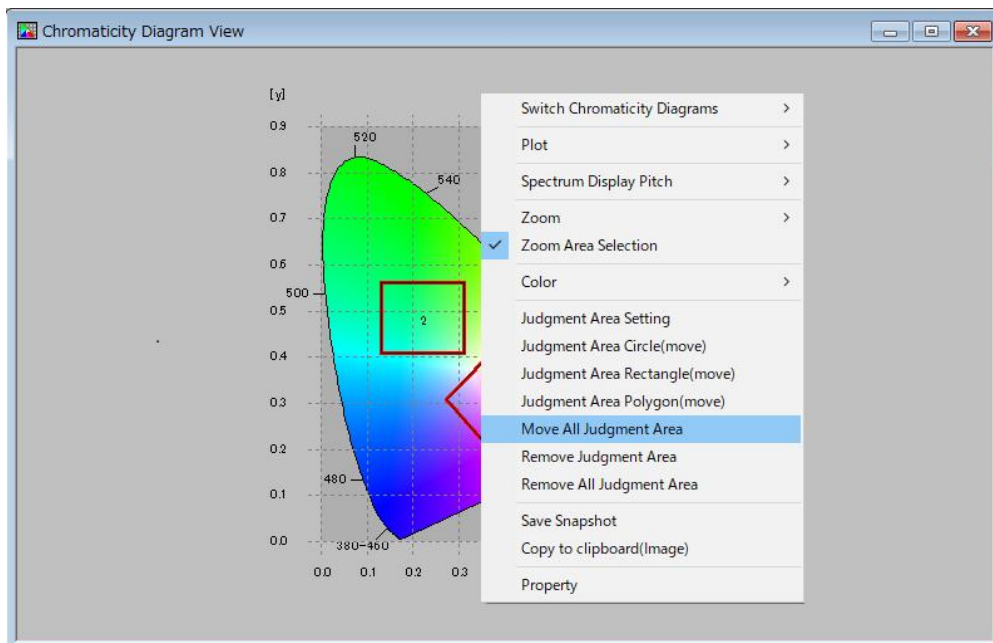 Chromaticity Diagram View
[y]
0.9
520
0.8
540
0.7
0.6
500
0.5
2
0.4
0.3
0.2
480
0.1
0.0
380-460
0.0 0.1 0.2 0.3
Switch Chromaticity Diagrams
Plot
Spectrum Display Pitch
Zoom
Zoom Area Selection
Color
Judgment Area Setting
Judgment Area Circle(move)
Judgment Area Rectangle(move)
Judgment Area Polygon(move)
Move All Judgment Area
Remove Judgment Area
Remove All Judgment Area
Save Snapshot
Copy to clipboard(Image)
Property